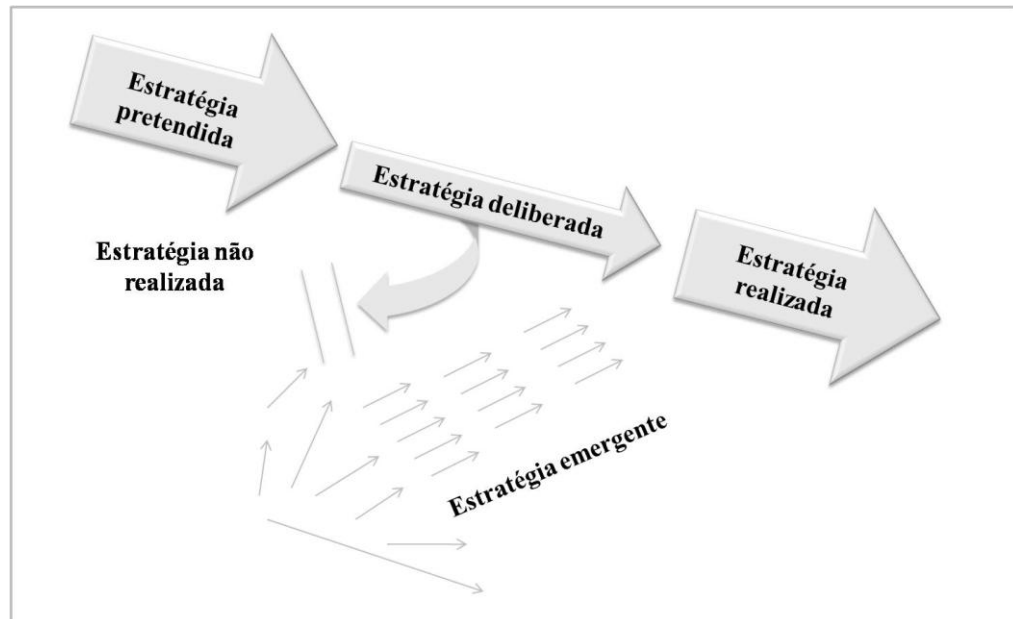 Estratégia
pretendida
Estratégia deliberada
Estratégia não
realizada
Estratégia
realizada
Estratégia emergente